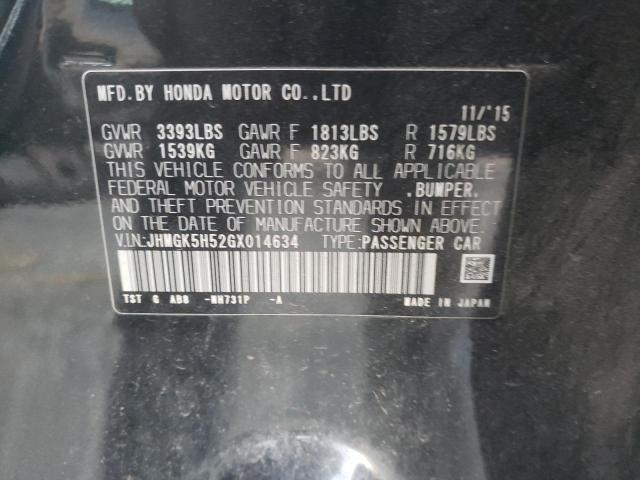 MFD.BY HONDA MOTOR CO.,LTD
11/'15
GVWR 3393LBS GAWR F 1813LBS R 1579LBS
GVWR 1539KG GAWR F 823KG R 716KG
THIS VEHICLE CONFORMS TO ALL APPLICABLE
FEDERAL MOTOR VEHICLE SAFETY ,BUMPER,
AND THEFT PREVENTION STANDARDS IN EFFECT
ON THE DATE OF MANUFACTURE SHOWN ABOVE.
V.I.N:JHMGK5H52GX014634 TYPE:PASSENGER CAR
TST G AB8 -NH731P -A MADE IN JAPAN